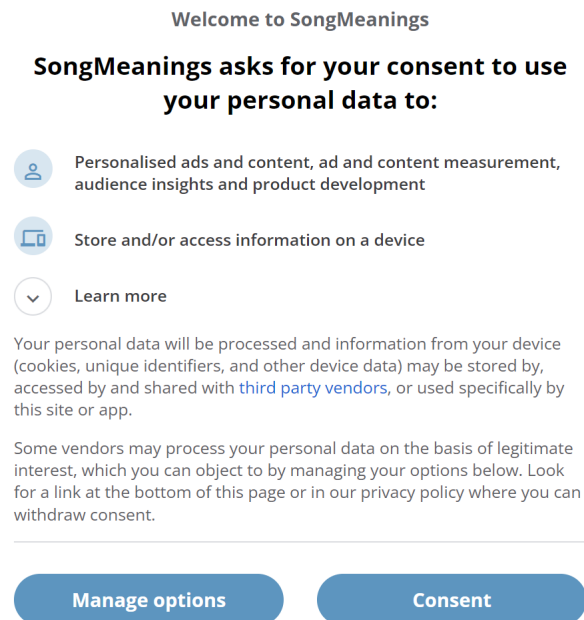 Welcome to SongMeanings
SongMeanings asks for your consent to use
your personal data to:
Personalised ads and content, ad and content measurement,
audience insights and product development
Store and/or access information on a device
Learn more
Your personal data will be processed and information from your device
(cookies, unique identifiers, and other device data) may be stored by,
accessed by and shared with third party vendors, or used specifically by
this site or app.
Some vendors may process your personal data on the basis of legitimate
interest, which you can object to by managing your options below. Look
for a link at the bottom of this page or in our privacy policy where you can
withdraw consent.
Manage options
Consent